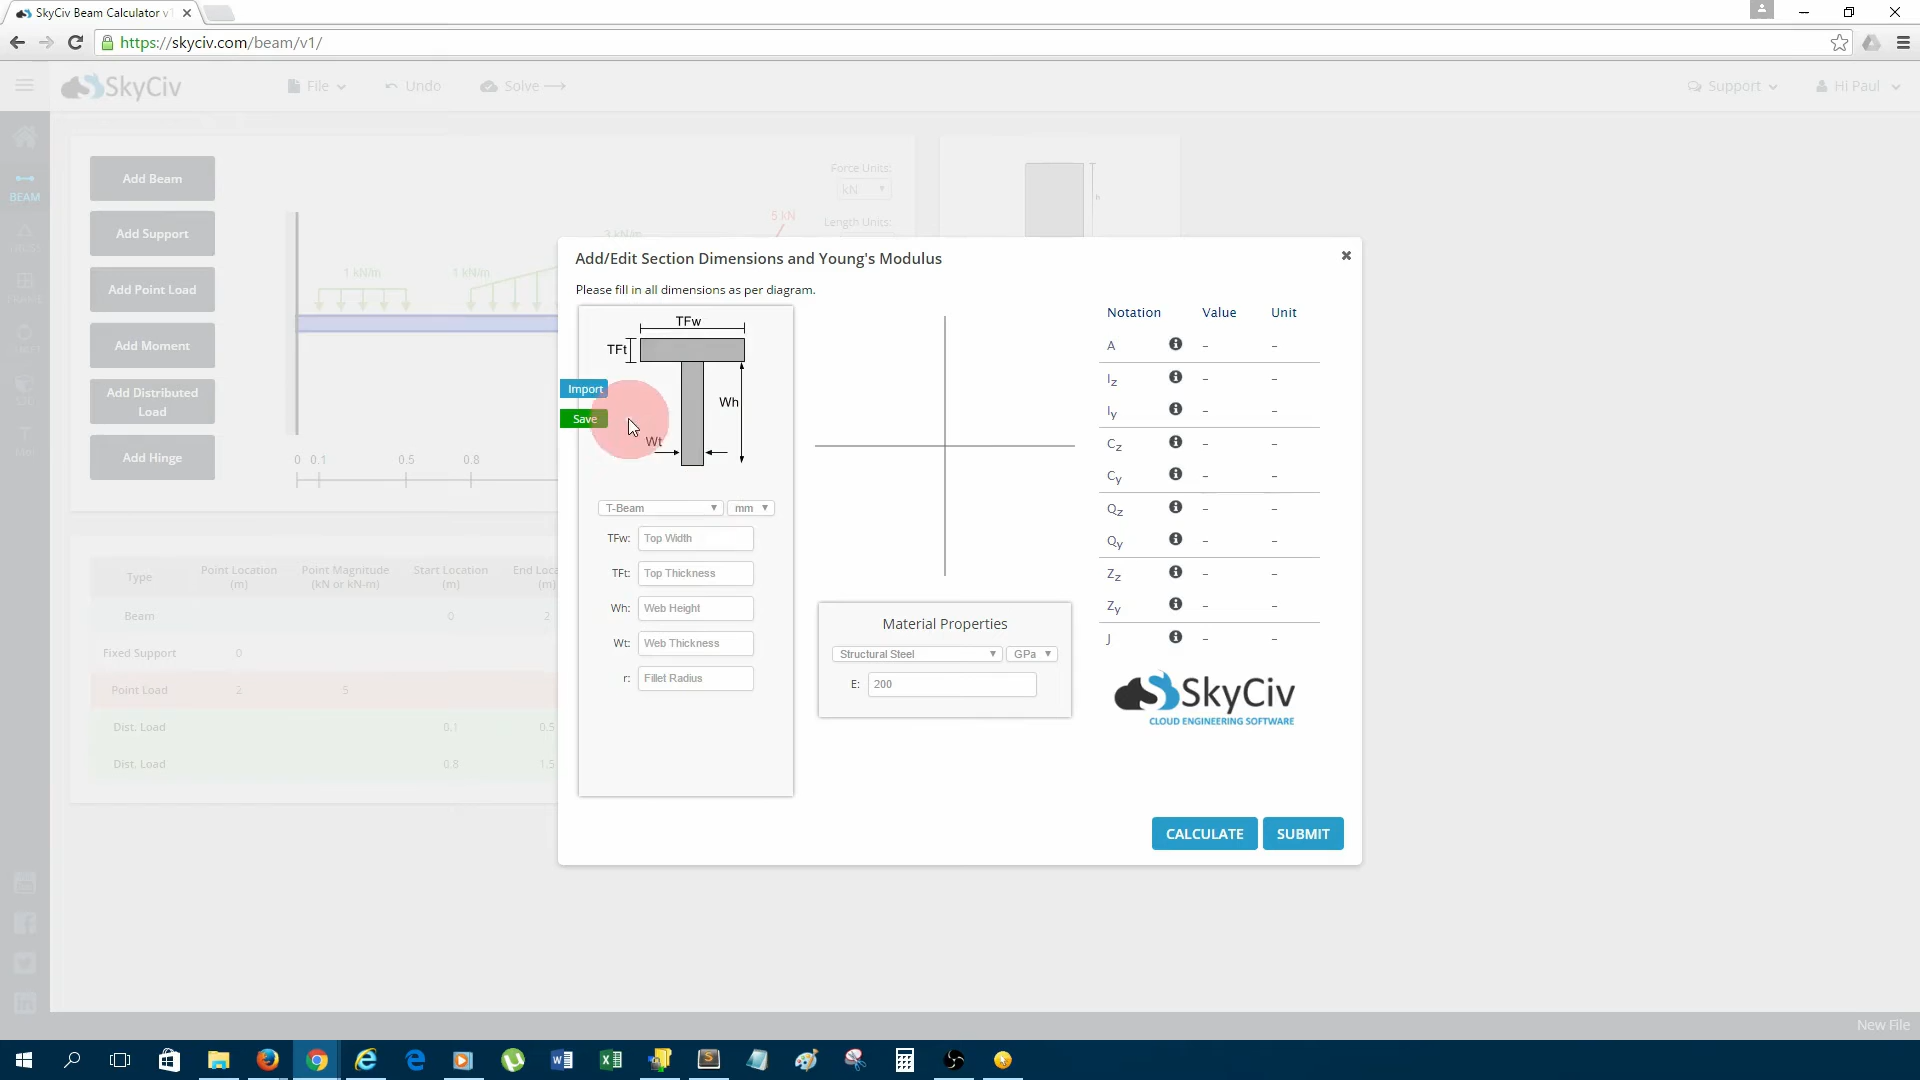 SkyCiv Beam Calculator v1
https://skyciv.com/beam/v1/
SkyCiv
File
Undo
Solve
Support
Hi Paul
BEAM
Add Beam
Add Support
Add Point Load
Add Moment
Add Distributed
Load
Add Hinge
Force Units:
kN
Length Units:
5 kN
3 kN/m
1 kN/m
1 kN/m
0 0.1 0.5 0.8
Type
Point Location
(m)
Point Magnitude
(kN or kN-m)
Start Location
(m)
End Loca
(m)
Beam 0 2
Fixed Support 0
Point Load 2 5
Dist. Load 0.1 0.5
Dist. Load 0.8 1.5
h
Add/Edit Section Dimensions and Young's Modulus
Please fill in all dimensions as per diagram.
TFw
TFt
Wh
Wt
Import
Save
T-Beam mm
TFw: Top Width
TFt: Top Thickness
Wh: Web Height
Wt: Web Thickness
r: Fillet Radius
Material Properties
Structural Steel GPa
E: 200
Notation Value Unit
A – –
Iz – –
Iy – –
Cz – –
Cy – –
Qz – –
Qy – –
Zz – –
Zy – –
J – –
SkyCiv
CLOUD ENGINEERING SOFTWARE
CALCULATE SUBMIT
New File